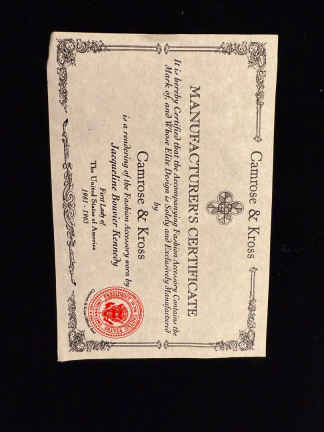 Camrose & Kross
MANUFACTURER'S CERTIFICATE
It is hereby Certified that the Accompanying Fashion Accessory Contains the
Mark of, and Whose Elite Design is Solely and Exclusively Manufactured
by
Camrose & Kross
is a rendering of the Fashion Accessory worn by
Jacqueline Bouvier Kennedy
First Lady of
The United States of America
1961 - 1963